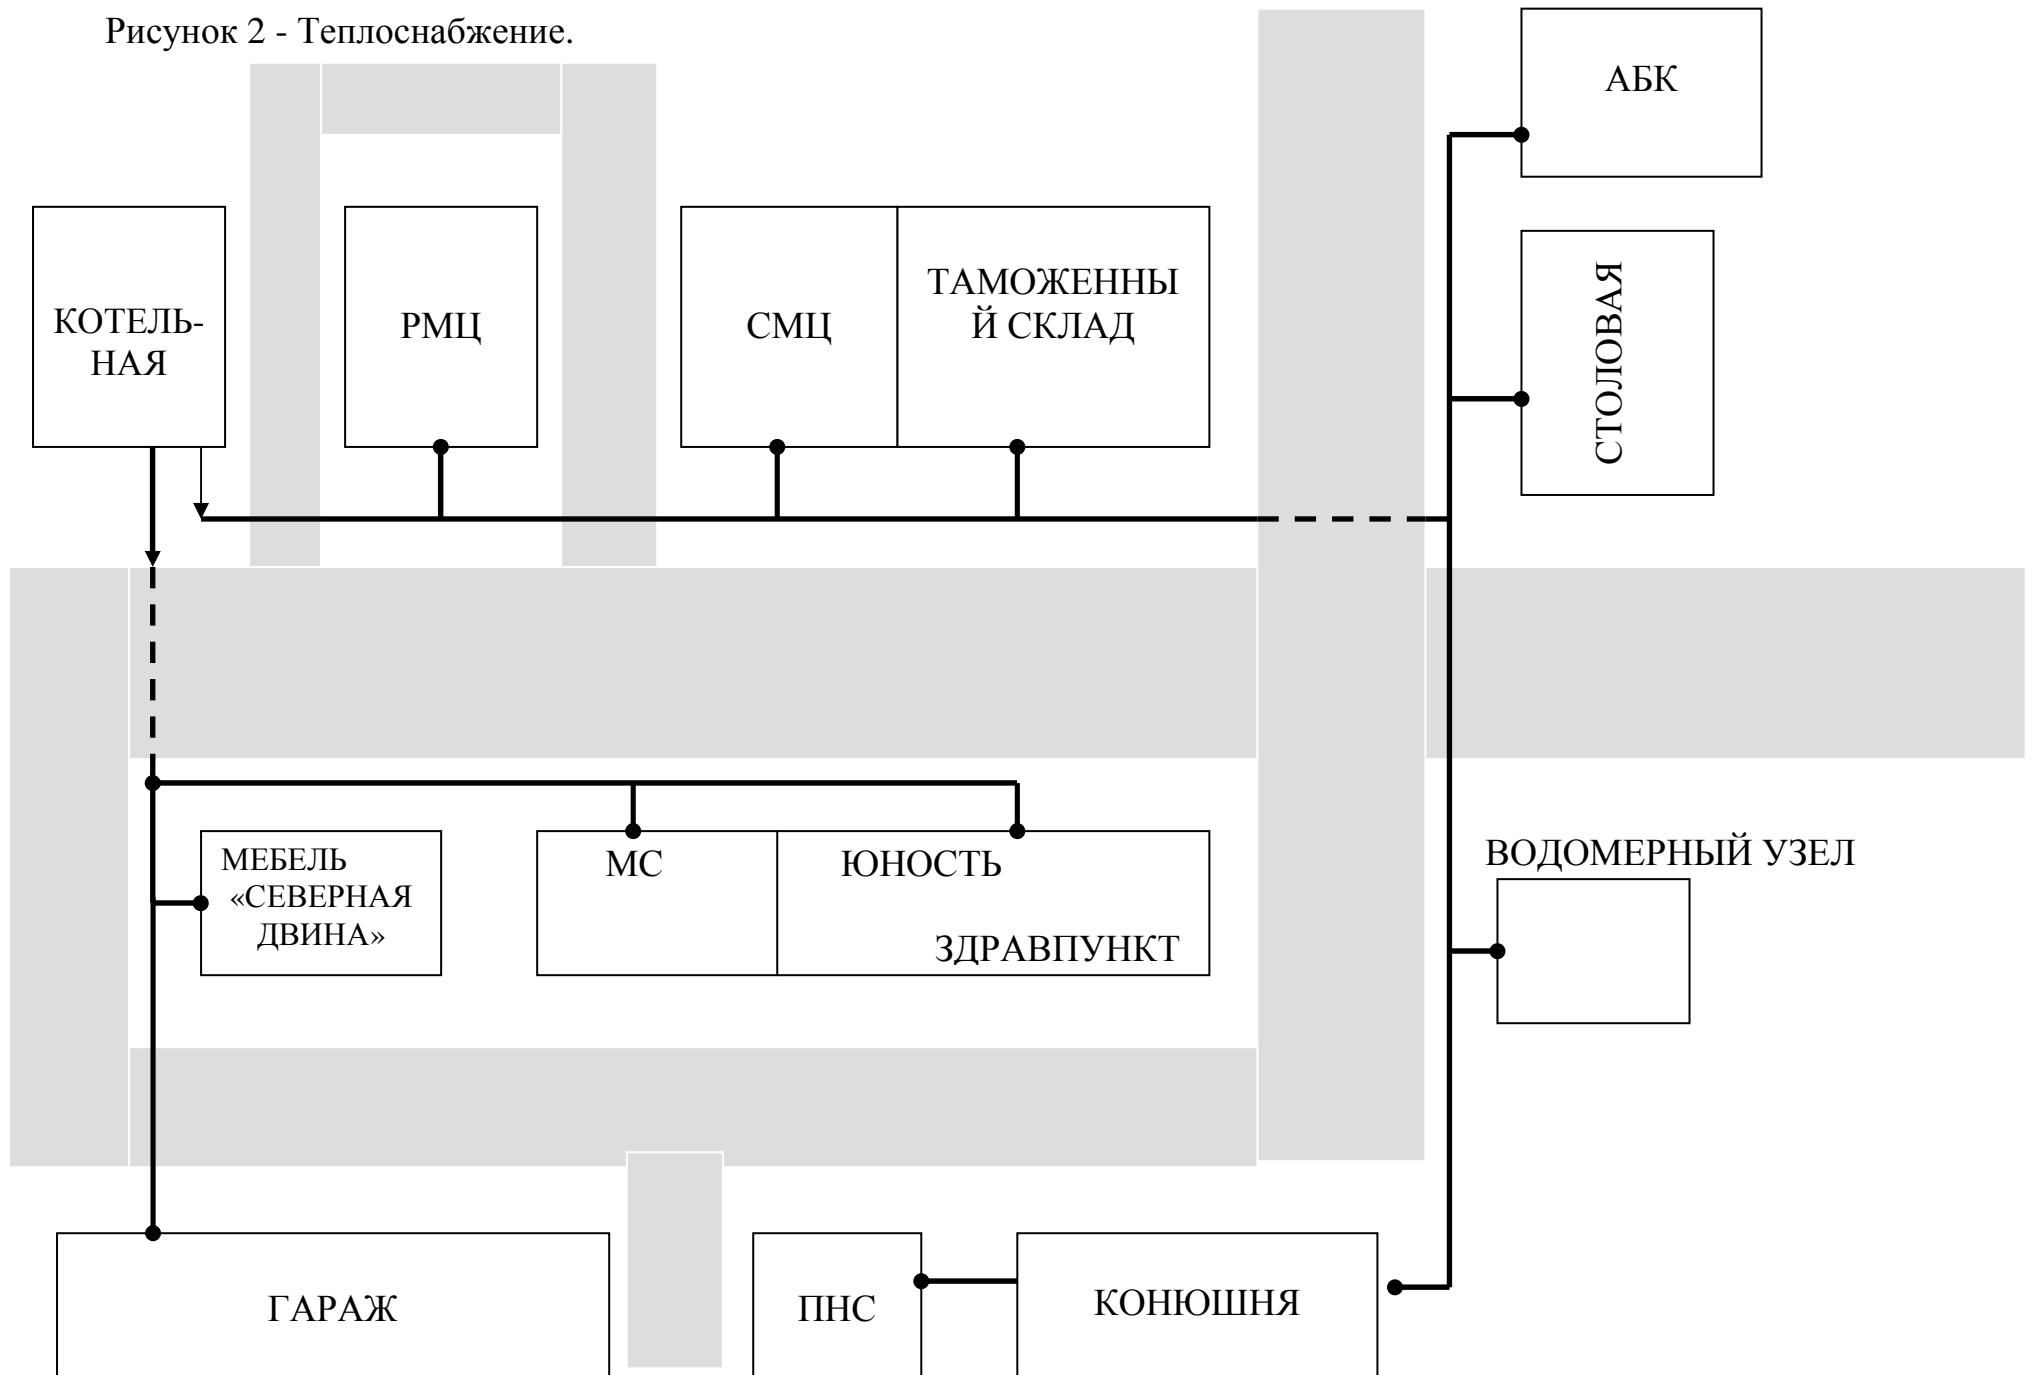 Рисунок 2 - Теплоснабжение.
АБК
КОТЕЛЬ-
НАЯ
РМЦ
СМЦ
ТАМОЖЕННЫ
Й СКЛАД
СТОЛОВАЯ
МЕБЕЛЬ
«СЕВЕРНАЯ
ДВИНА»
МС
ЮНОСТЬ
ЗДРАВПУНКТ
ВОДОМЕРНЫЙ УЗЕЛ
ГАРАЖ
ПНС
КОНЮШНЯ